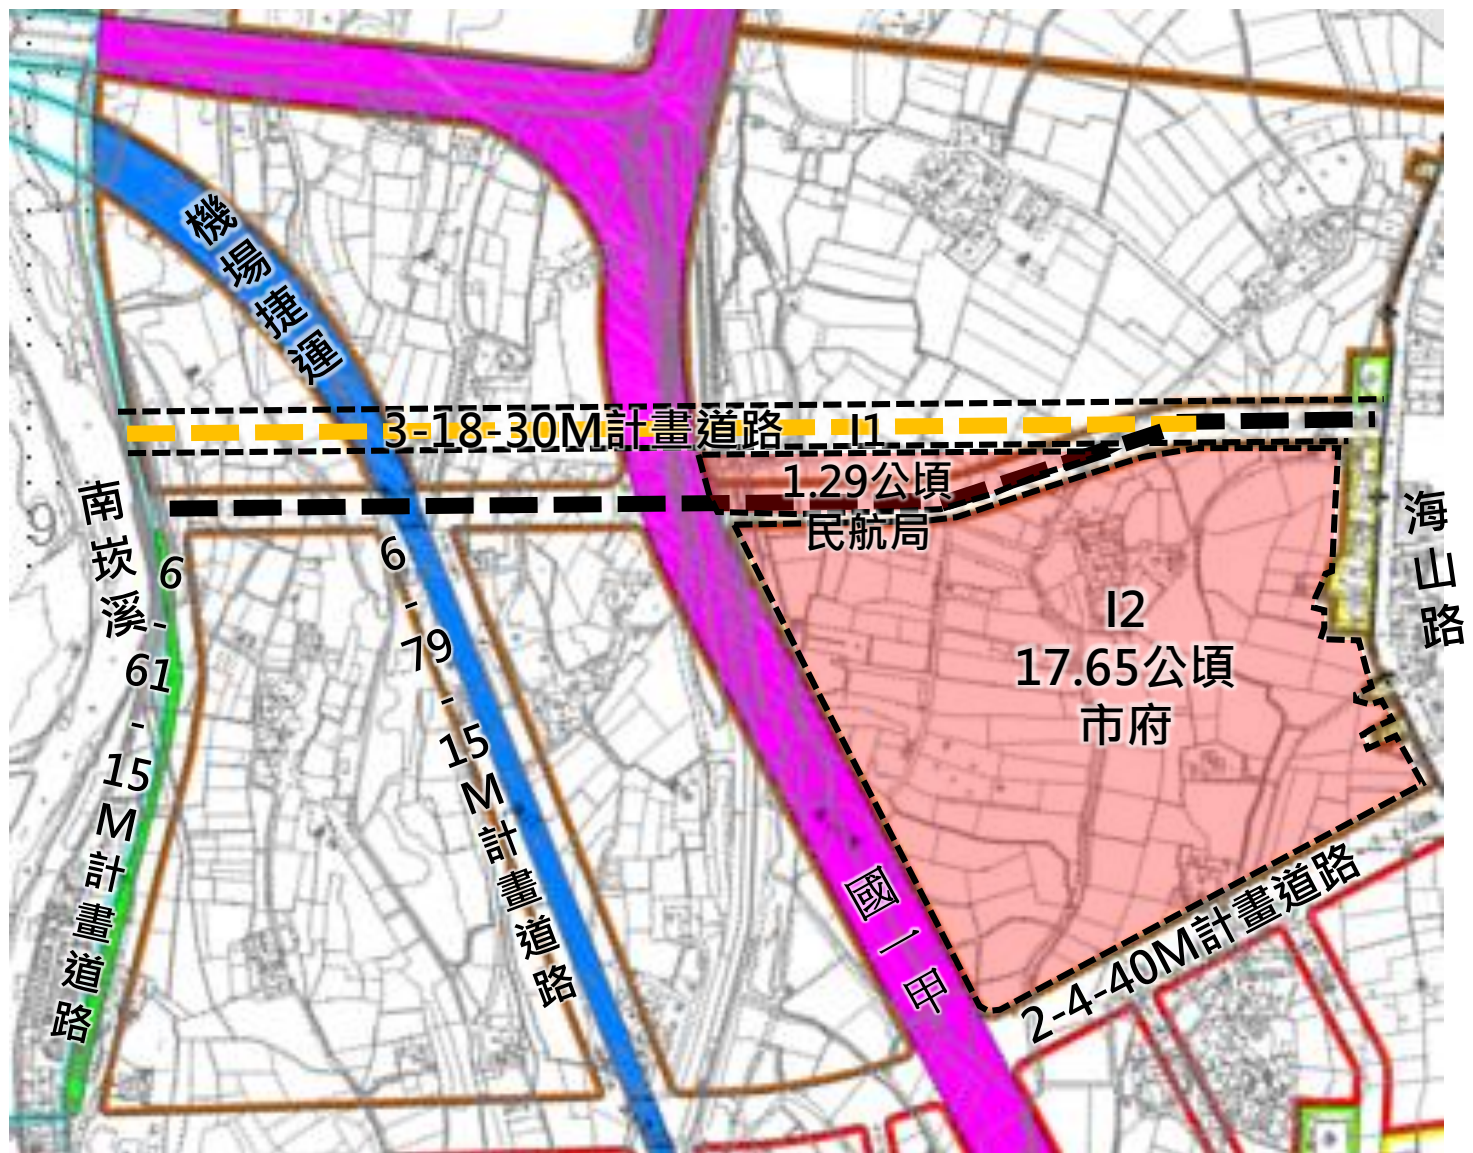 機場捷運
3-18-30M計畫道路
I1
1.29公頃
民航局
南崁溪
9
6-61-15M計畫道路
6-79-15M計畫道路
I2
17.65公頃
市府
海山路
國一甲
2-4-40M計畫道路